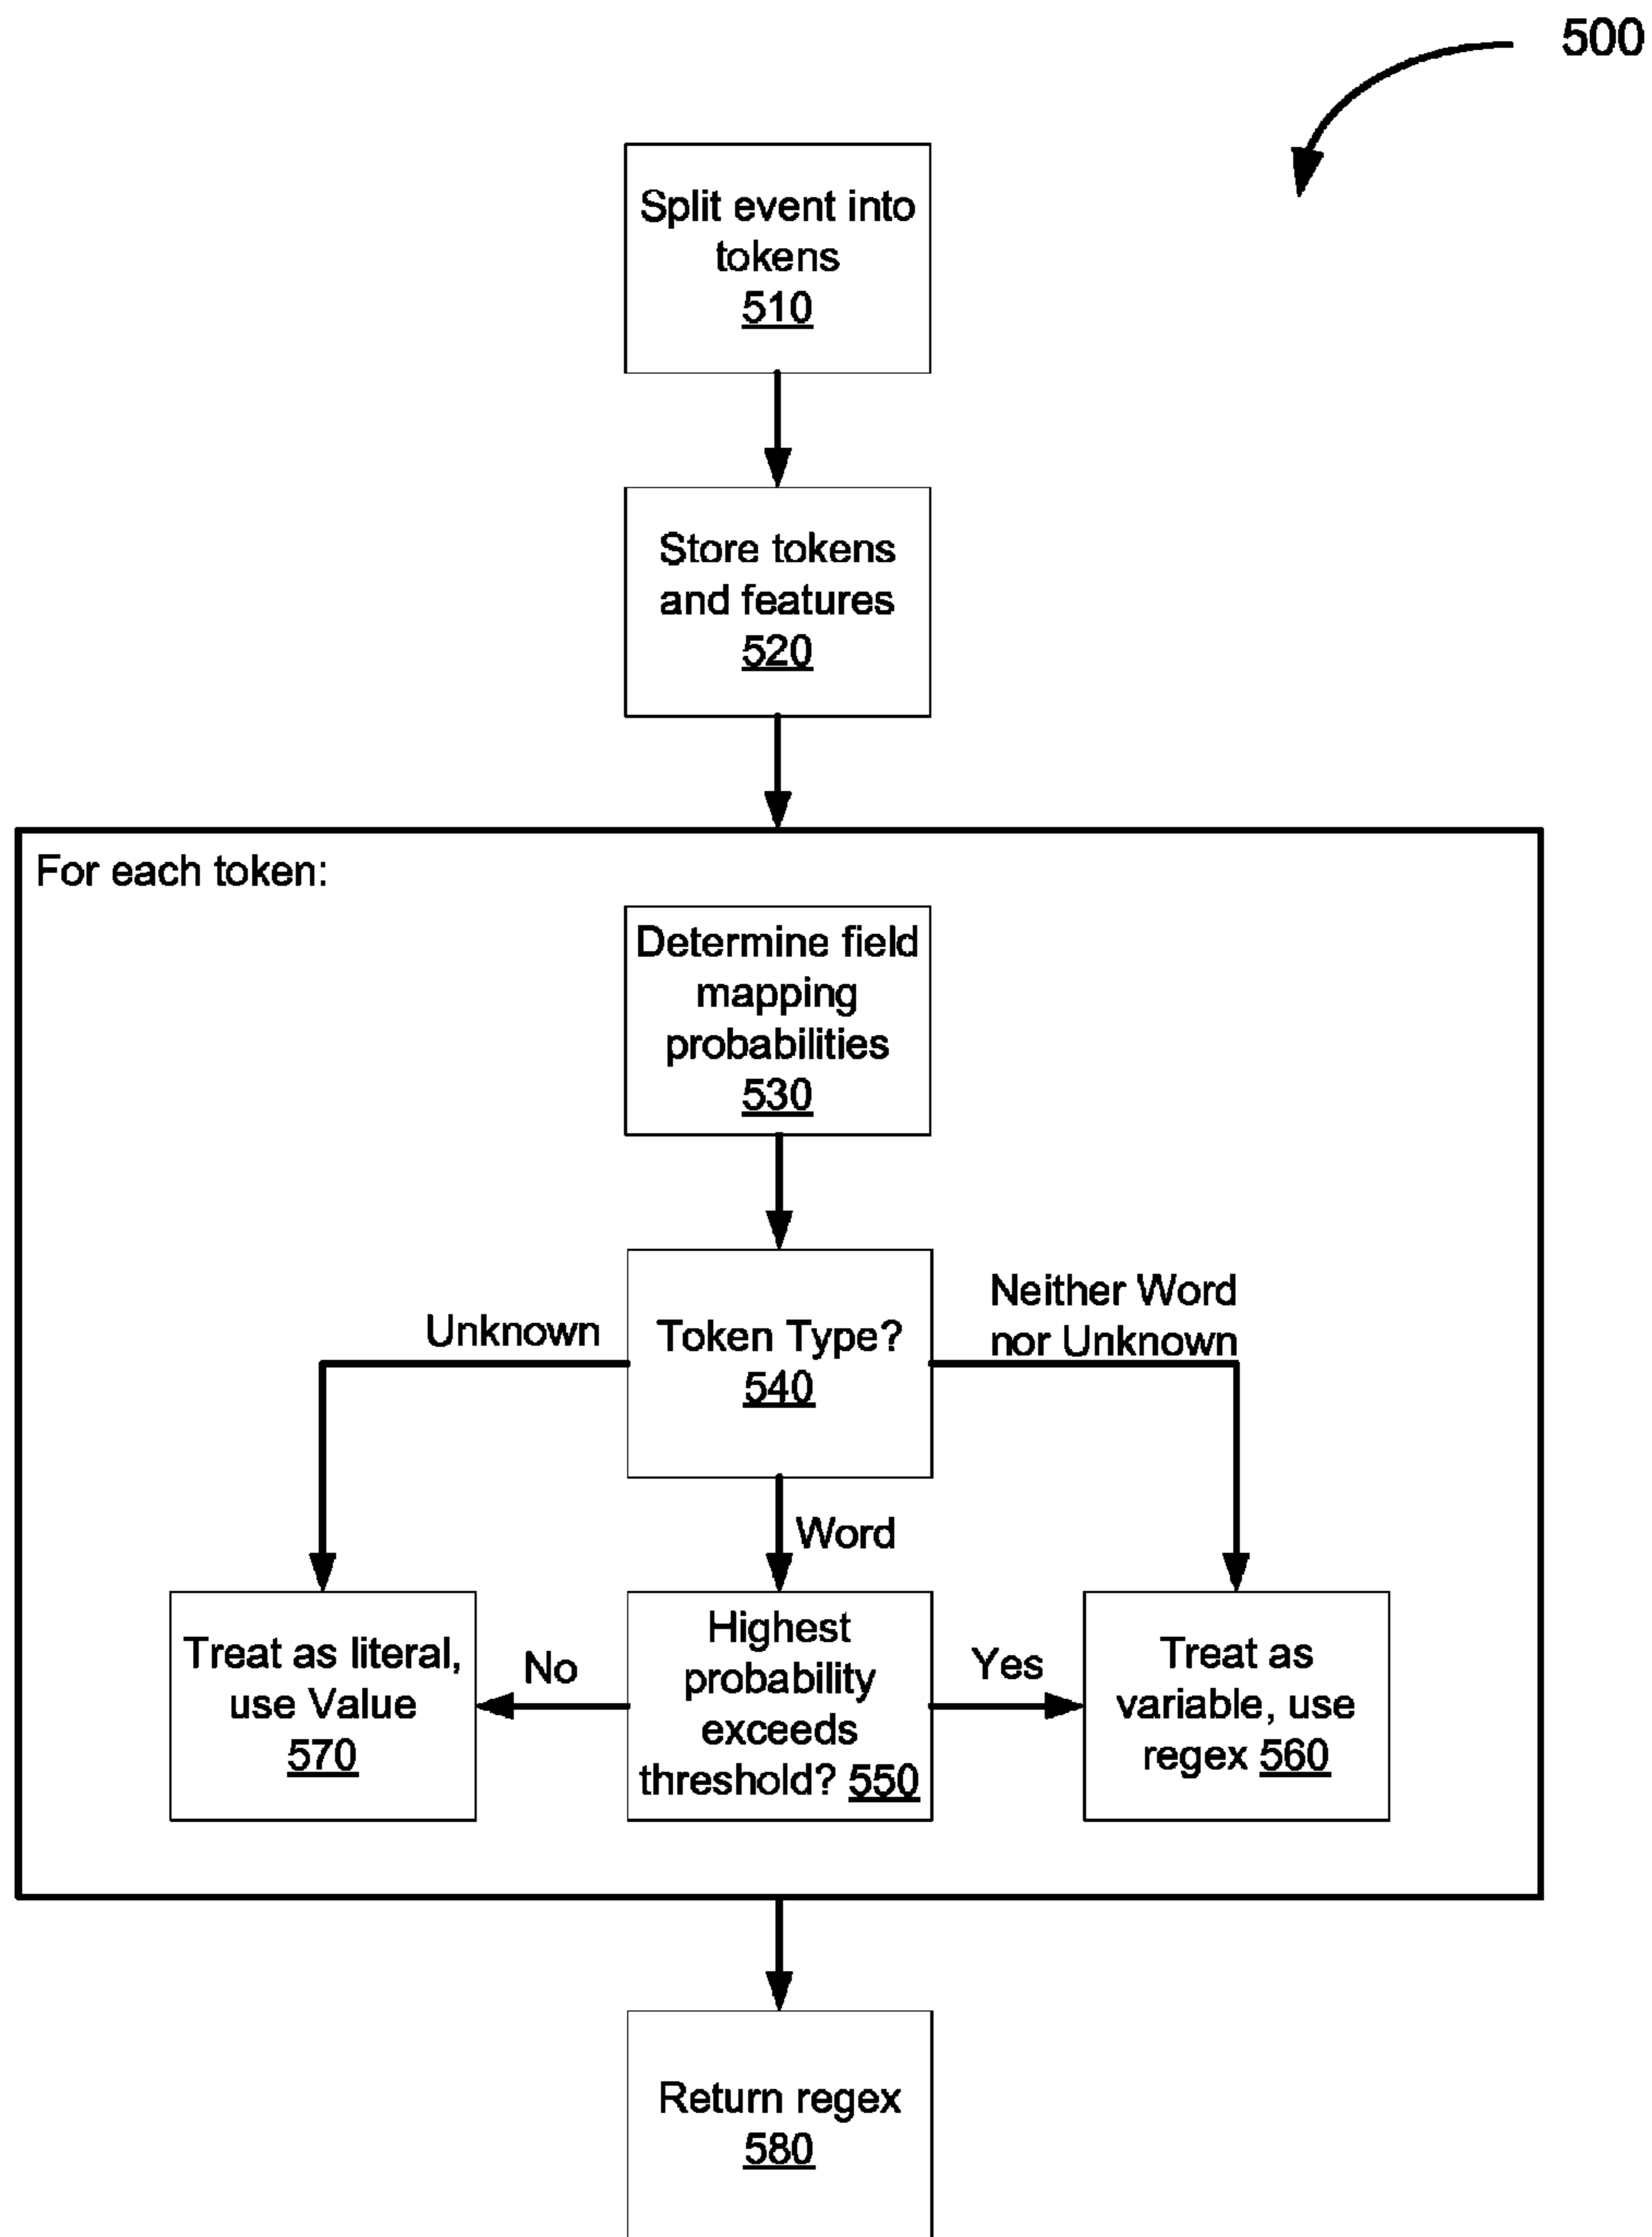 500
Split event into
tokens
510
Store tokens
and features
520
For each token:
Determine field
mapping
probabilities
530
Unknown
Token Type?
540
Neither Word
nor Unknown
Word
Treat as literal,
use Value
570
No
Highest
probability
exceeds
threshold? 550
Yes
Treat as
variable, use
regex 560
Return regex
580